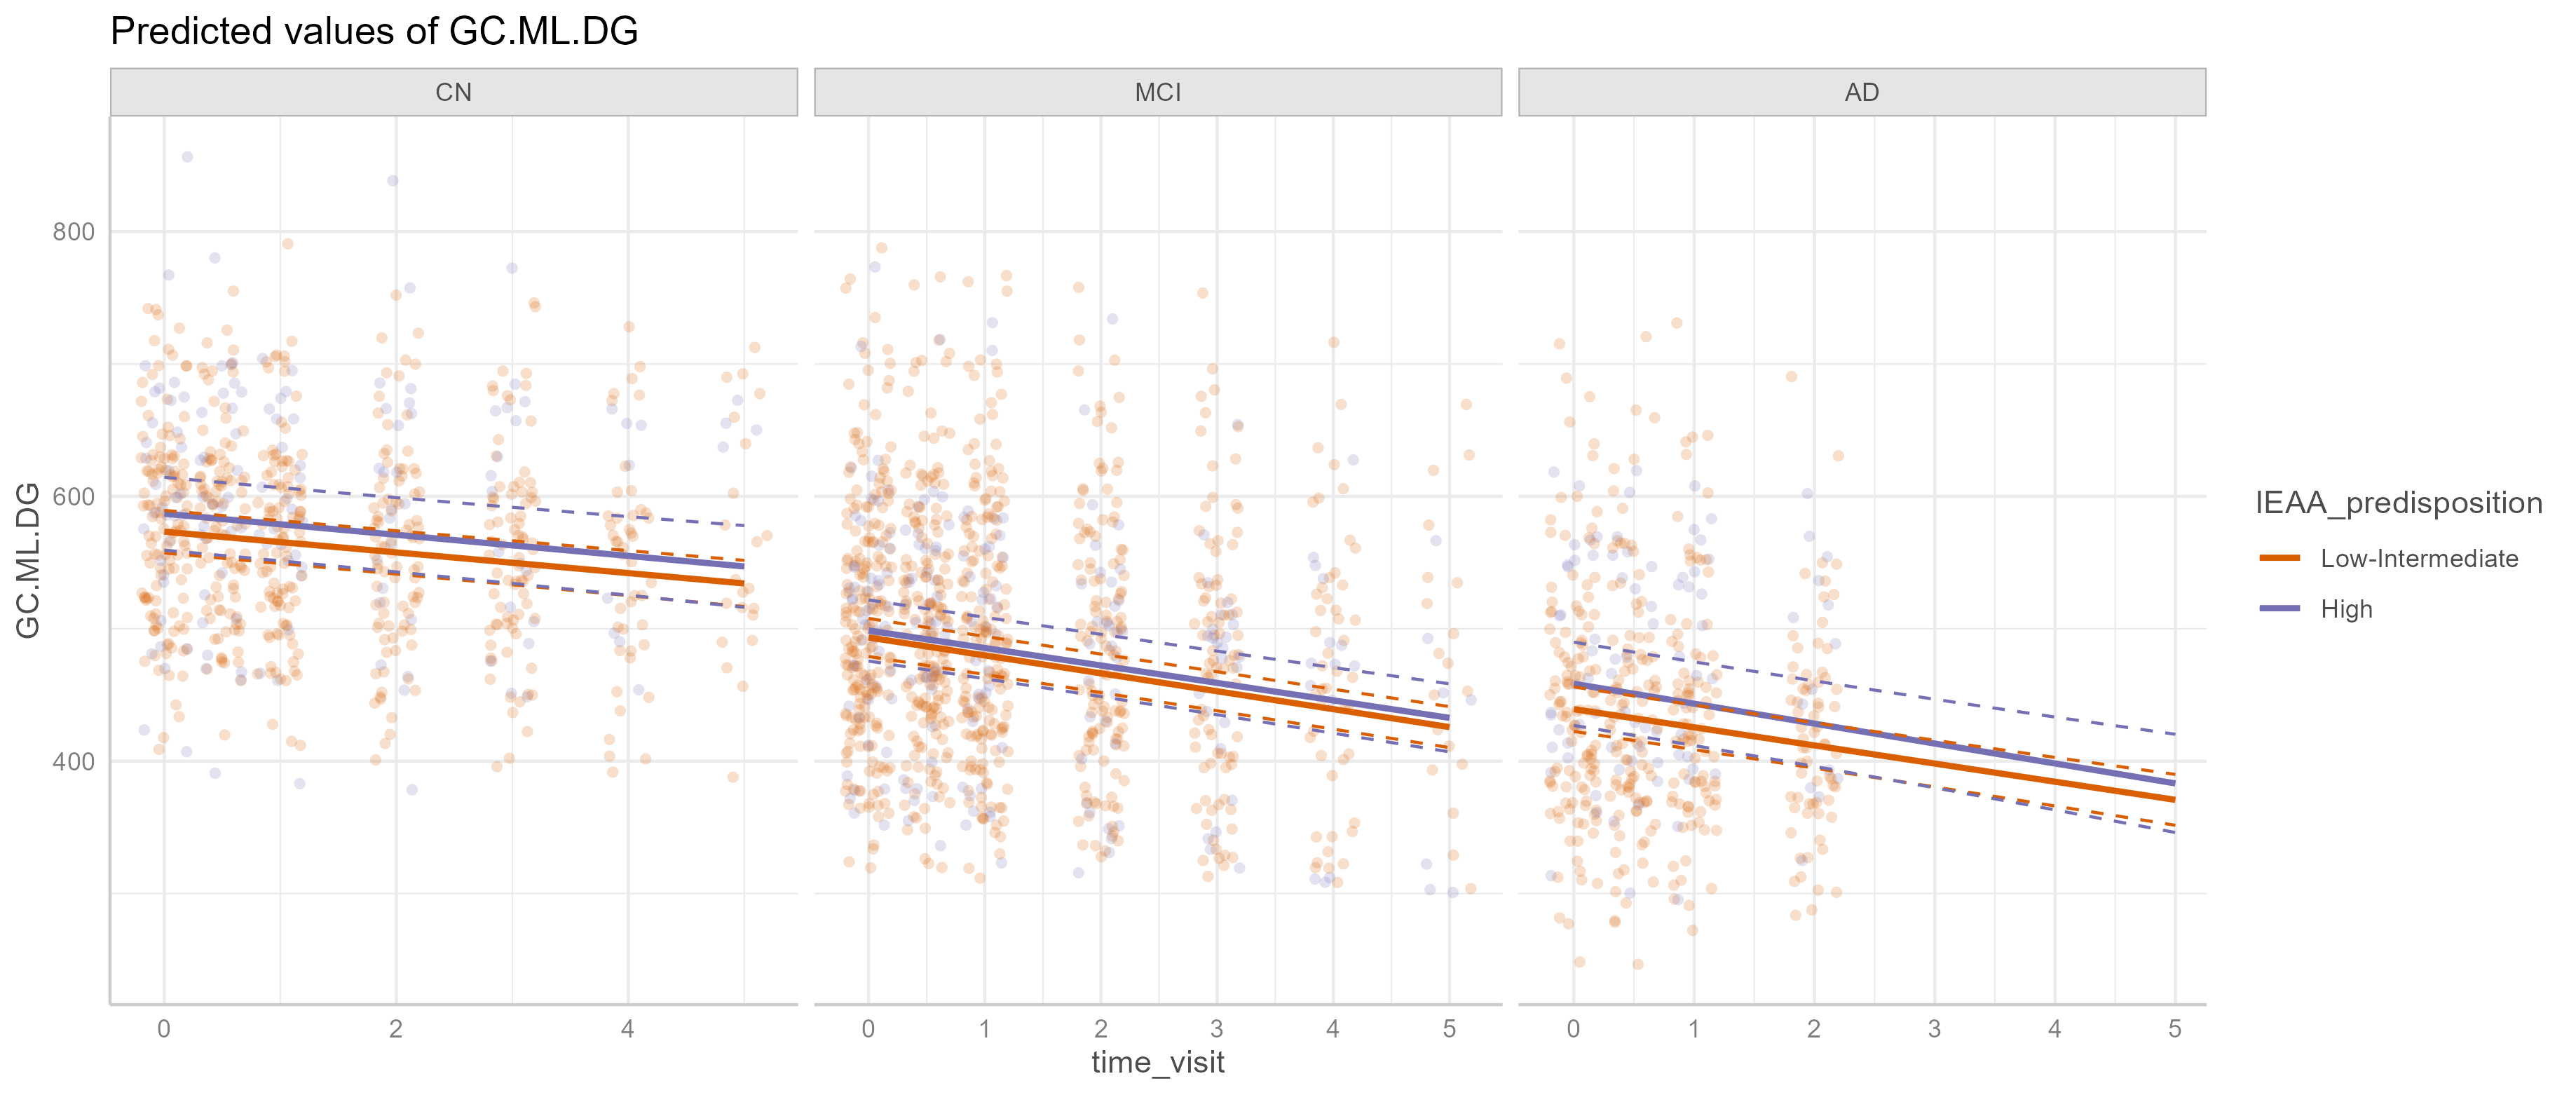 Predicted values of GC.ML.DG
CN
MCI
AD
800
600
400
GC.ML.DG
0 2 4
0 1 2 3 4 5
0 1 2 3 4 5
time_visit
IEAA_predisposition
Low-Intermediate
High